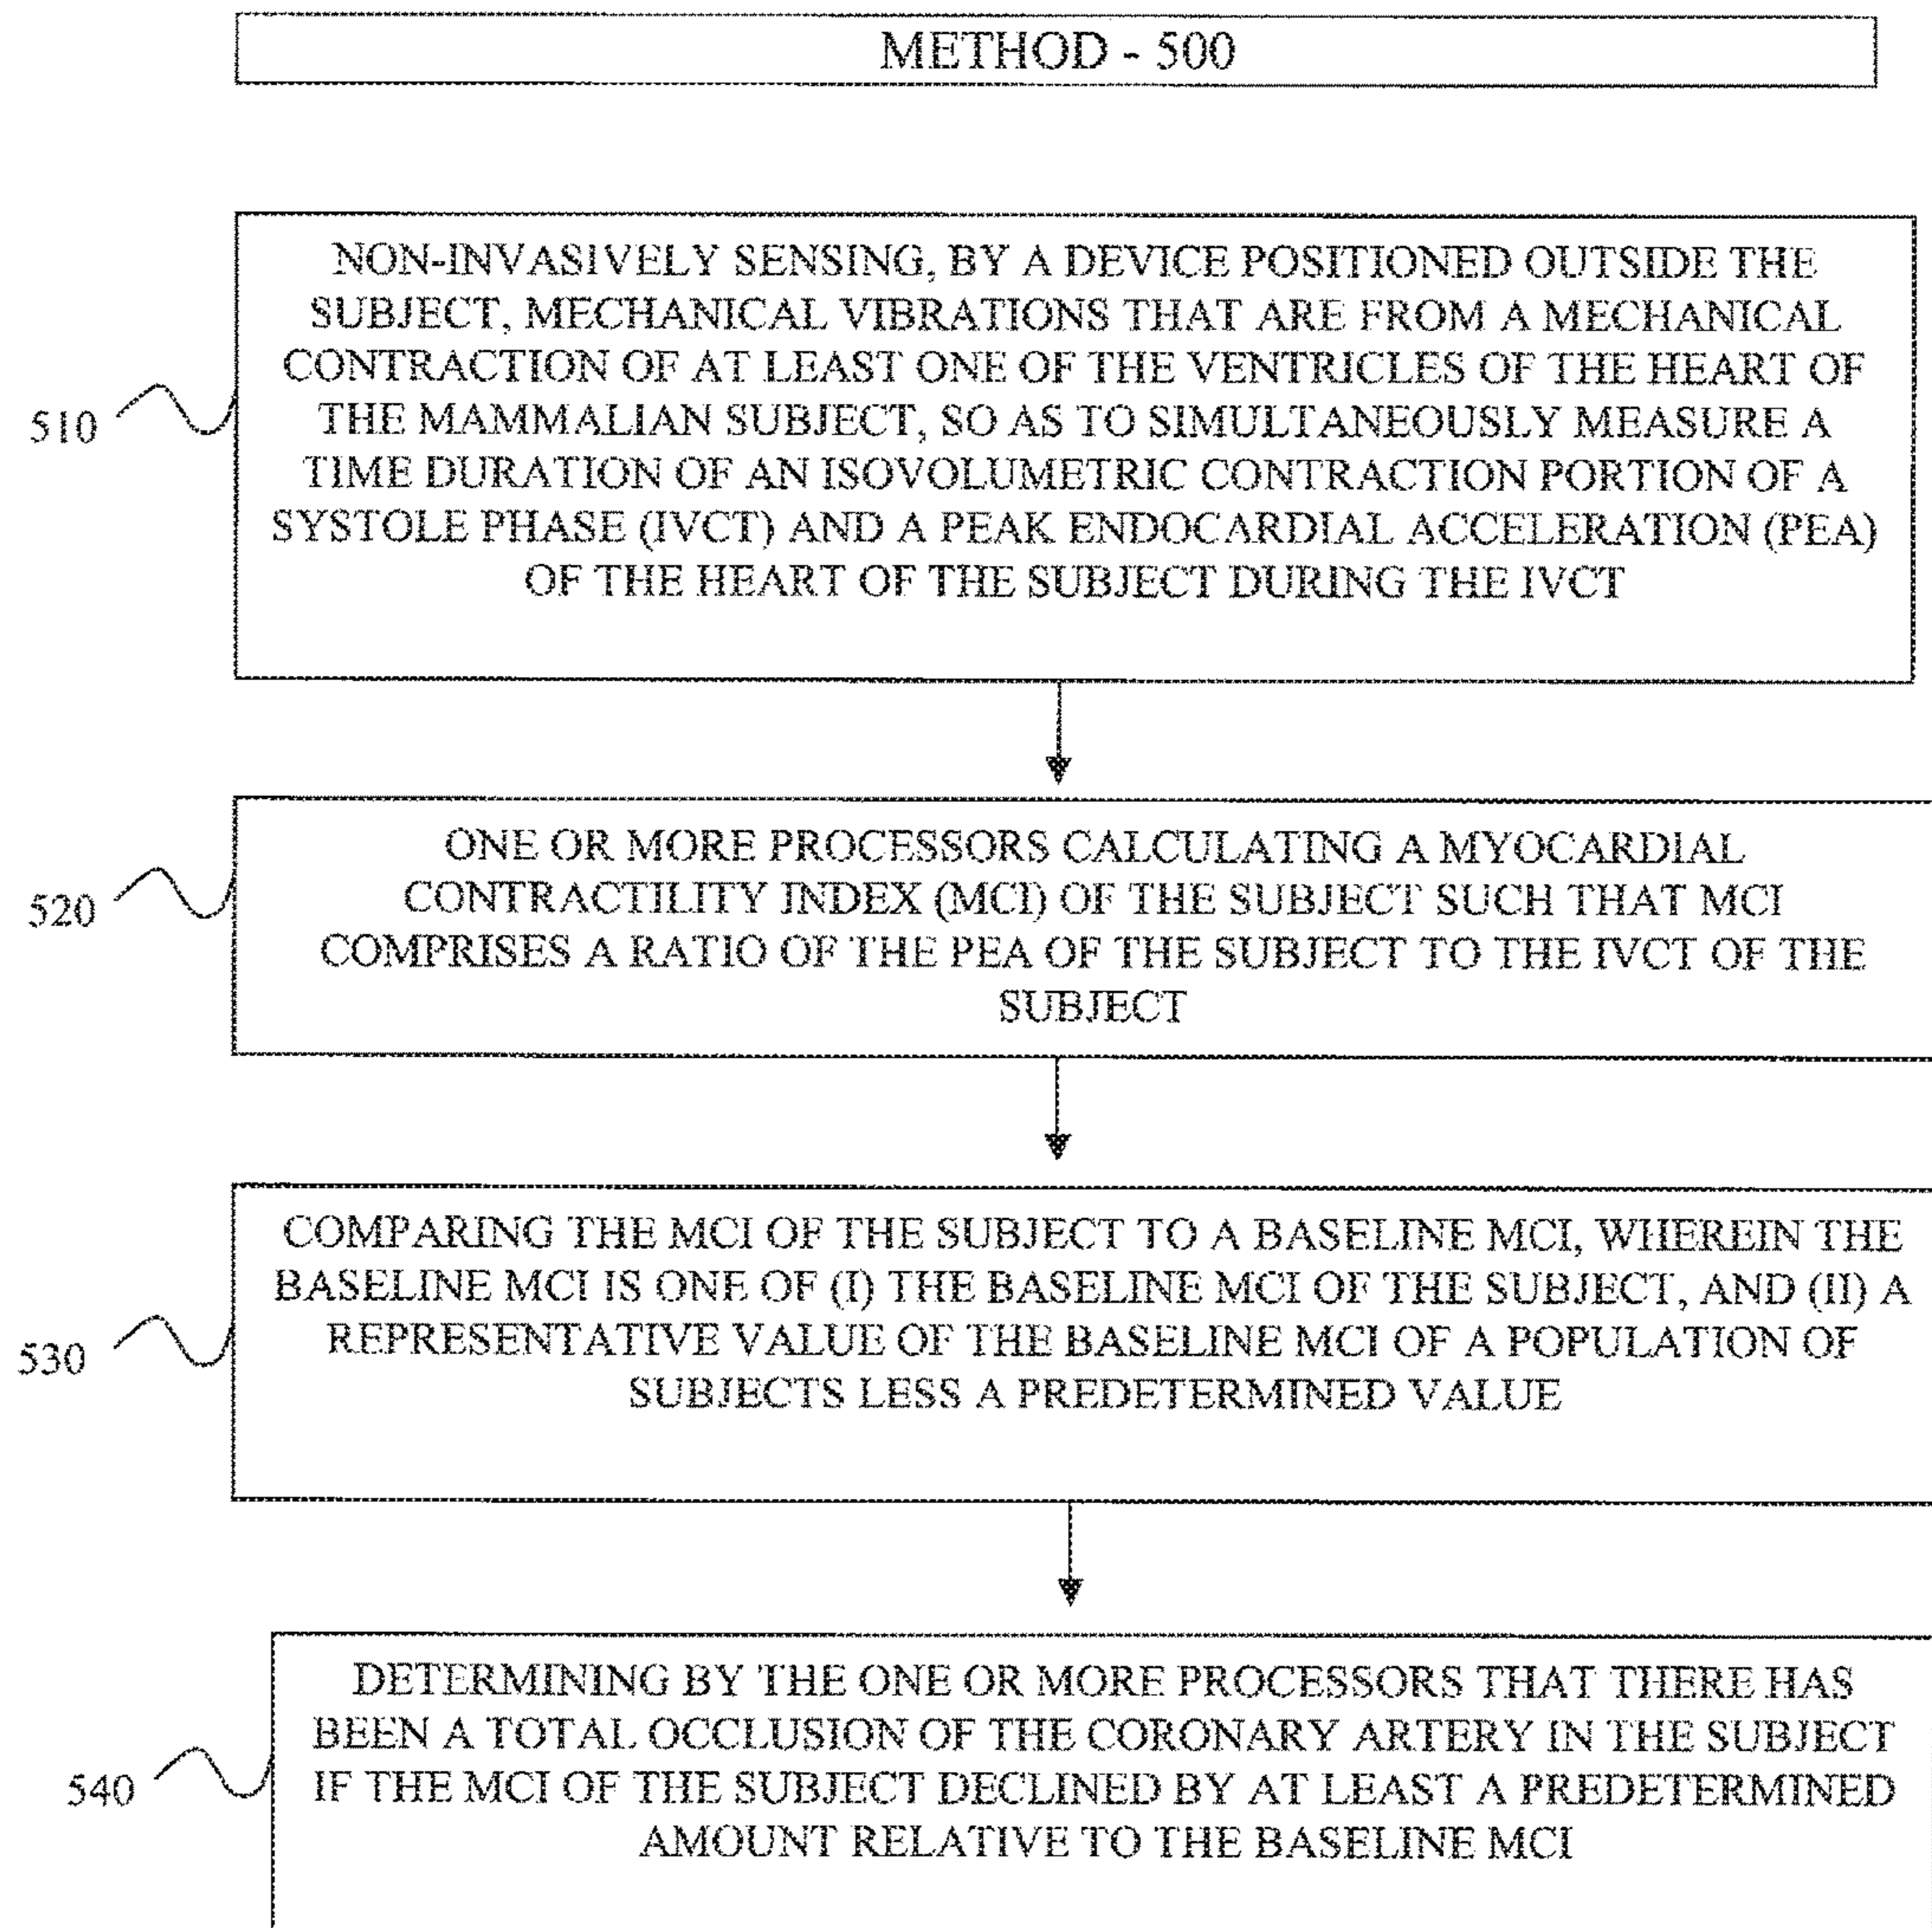 METHOD - 500
NON-INVASIVELY SENSING, BY A DEVICE POSITIONED OUTSIDE THE
SUBJECT, MECHANICAL VIBRATIONS THAT ARE FROM A MECHANICAL
CONTRACTION OF AT LEAST ONE OF THE VENTRICLES OF THE HEART OF
THE MAMMALIAN SUBJECT, SO AS TO SIMULTANEOUSLY MEASURE A
TIME DURATION OF AN ISOVOLUMETRIC CONTRACTION PORTION OF A
SYSTOLE PHASE (IVCT) AND A PEAK ENDOCARDIAL ACCELERATION (PEA)
OF THE HEART OF THE SUBJECT DURING THE IVCT
510
ONE OR MORE PROCESSORS CALCULATING A MYOCARDIAL
CONTRACTILITY INDEX (MCI) OF THE SUBJECT SUCH THAT MCI
COMPRISES A RATIO OF THE PEA OF THE SUBJECT TO THE IVCT OF THE
SUBJECT
520
COMPARING THE MCI OF THE SUBJECT TO A BASELINE MCI, WHEREIN THE
BASELINE MCI IS ONE OF (I) THE BASELINE MCI OF THE SUBJECT, AND (II) A
REPRESENTATIVE VALUE OF THE BASELINE MCI OF A POPULATION OF
SUBJECTS LESS A PREDETERMINED VALUE
530
DETERMINING BY THE ONE OR MORE PROCESSORS THAT THERE HAS
BEEN A TOTAL OCCLUSION OF THE CORONARY ARTERY IN THE SUBJECT
IF THE MCI OF THE SUBJECT DECLINED BY AT LEAST A PREDETERMINED
AMOUNT RELATIVE TO THE BASELINE MCI
540